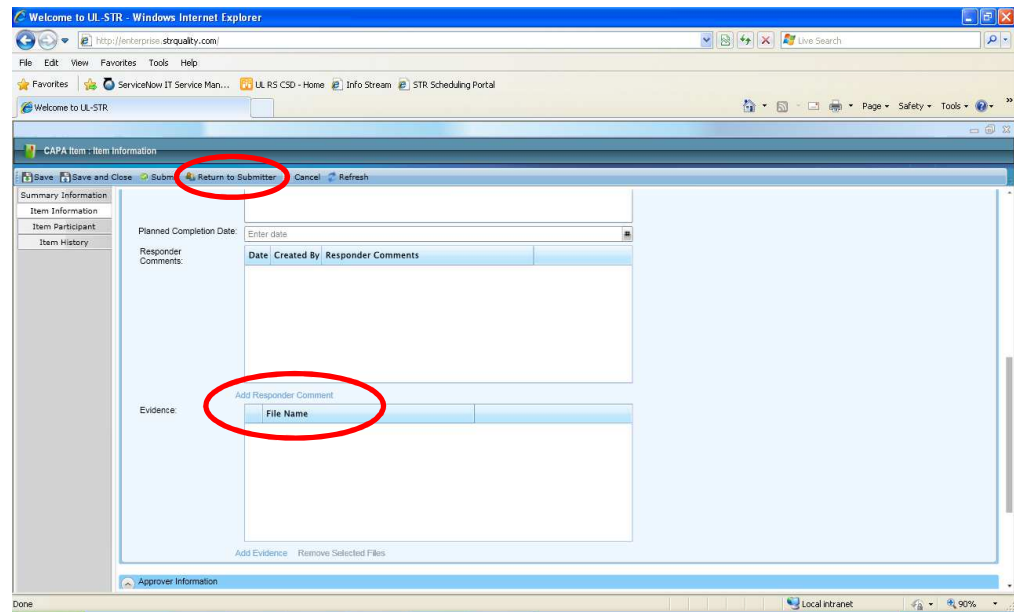 Welcome to UL-STR - Windows Internet Explorer
http://enterprise.strquality.com/
Live Search
File Edit View Favorites Tools Help
Favorites ServiceNow IT Service Man... UL RS CSD - Home Info Stream STR Scheduling Portal
Welcome to UL-STR
Page Safety Tools »
CAPA Item : Item Information
Save Save and Close Subm Return to Submitter Cancel Refresh
Summary Information
Item Information
Item Participant
Item History
Planned Completion Date: Enter date
Responder Comments:
Date Created By Responder Comments
Add Responder Comment
Evidence:
File Name
Add Evidence Remove Selected Files
Approver Information
Done Local intranet 90%